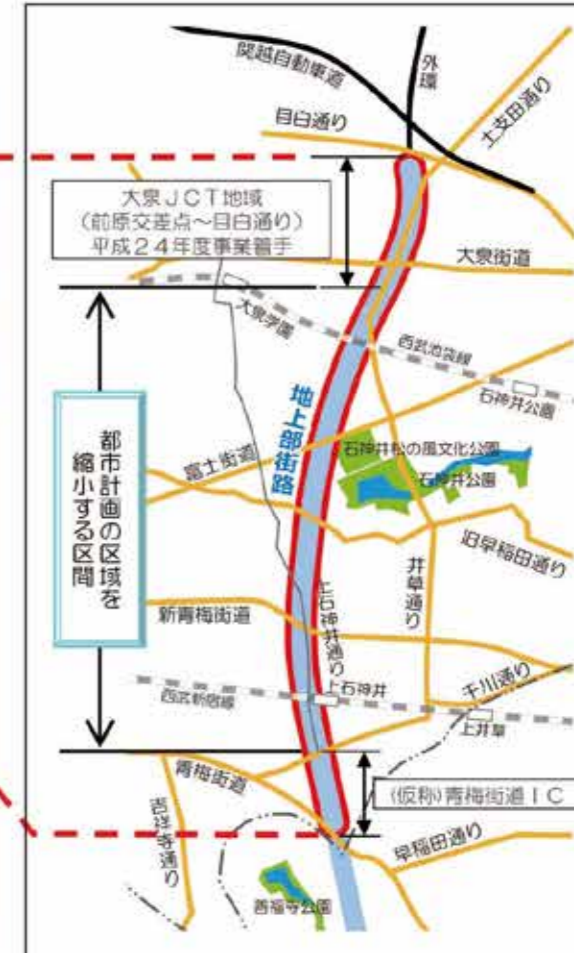 関越自動車道
外環
土支田通り
目白通り
大泉JCT地域
(前原交差点~目白通り)
平成24年度事業着手
大泉街道
大泉学園
西武池袋線
石神井公園
地上部街路
石神井松の風文化公園
石神井公園
富士街道
都市計画の区域を
縮小する区間
旧早稲田通り
井草通り
上石神井通り
新青梅街道
千川通り
西武新宿線
上石神井
上井草
青梅街道
(仮称)青梅街道IC
吉祥寺通り
早稲田通り
善福寺公園